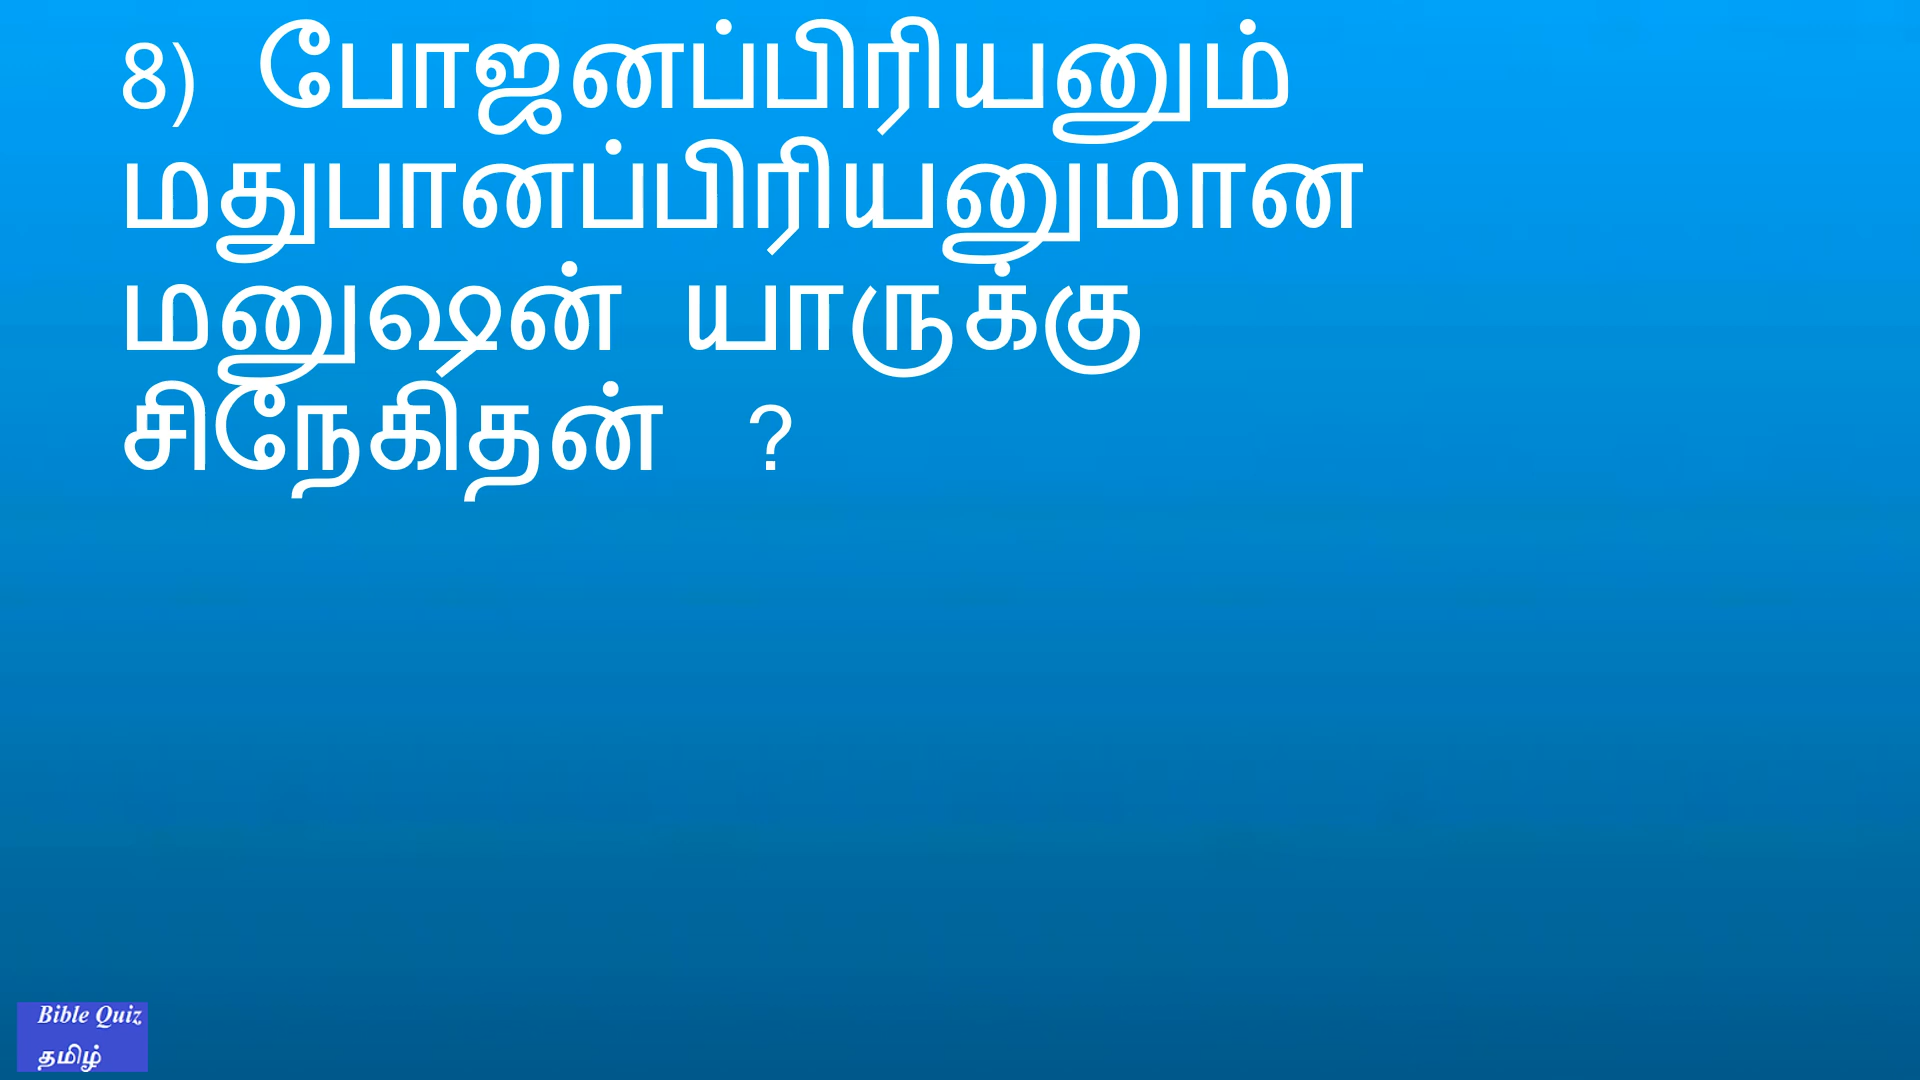 8) போஜனப்பிரியனும்
மதுபானப்பிரியனுமான
மனுஷன் யாருக்கு
சிநேகிதன் ?
Bible Quiz
தமிழ்